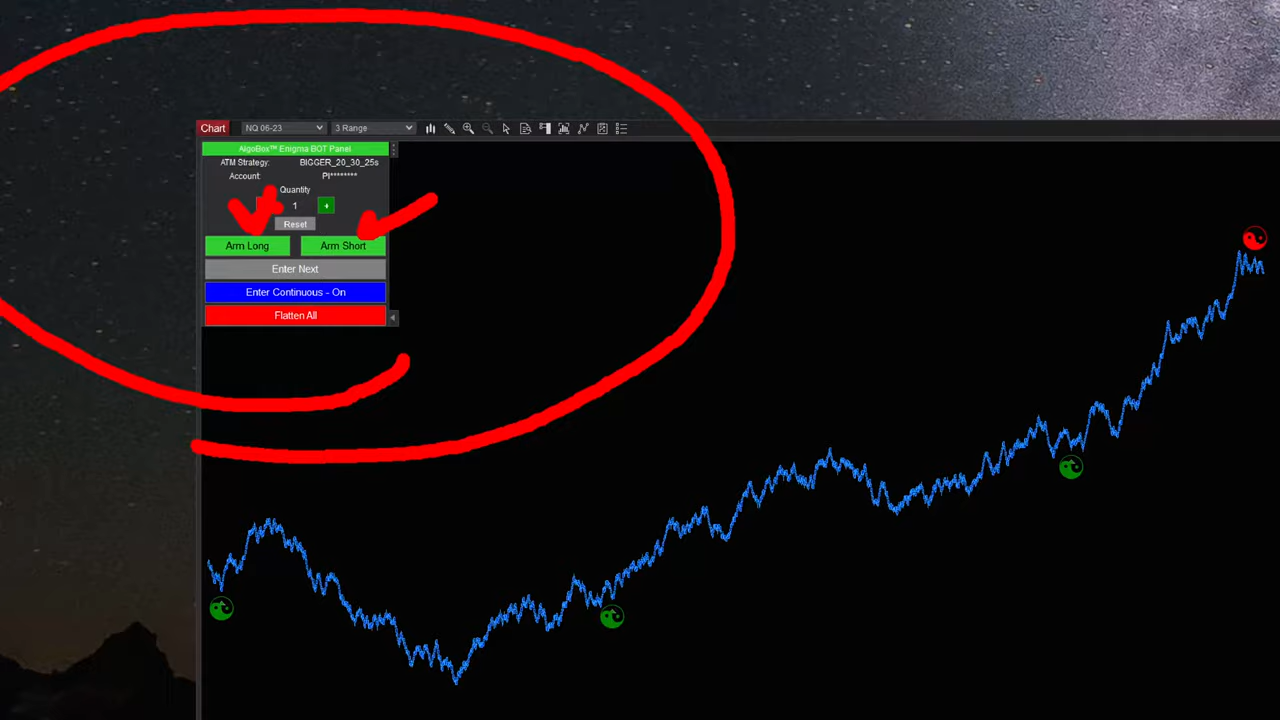 Chart NQ 06-23 3 Range
AlgoBox™ Enigma BOT Panel
ATM Strategy: BIGGER_20_30_25s
Account: PI********
Quantity
1 +
Reset
Arm Long Arm Short
Enter Next
Enter Continuous - On
Flatten All